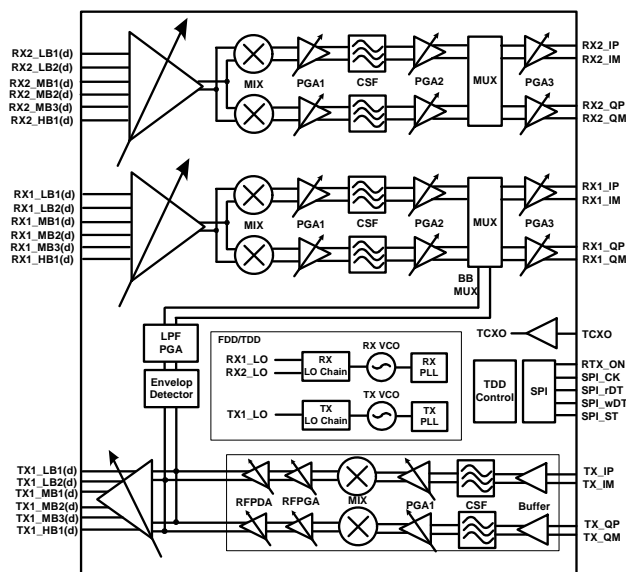 RX2_LB1(d)
RX2_LB2(d)
RX2_MB1(d)
RX2_MB2(d)
RX2_MB3(d)
RX2_HB1(d)
MIX
PGA1
CSF
PGA2
MUX
PGA3
RX2_IP
RX2_IM
RX2_QP
RX2_QM
RX1_LB1(d)
RX1_LB2(d)
RX1_MB1(d)
RX1_MB2(d)
RX1_MB3(d)
RX1_HB1(d)
MIX
PGA1
CSF
PGA2
MUX
PGA3
RX1_IP
RX1_IM
RX1_QP
RX1_QM
BB
MUX
LPF
PGA
Envelop
Detector
FDD/TDD
RX1_LO
RX2_LO
RX
LO Chain
RX VCO
RX
PLL
TX1_LO
TX
LO Chain
TX VCO
TX
PLL
TCXO
TCXO
TDD
Control
SPI
RTX_ON
SPI_CK
SPI_rDT
SPI_wDT
SPI_ST
TX1_LB1(d)
TX1_LB2(d)
TX1_MB1(d)
TX1_MB2(d)
TX1_MB3(d)
TX1_HB1(d)
RFPDA
RFPGA
MIX
PGA1
CSF
Buffer
TX_IP
TX_IM
TX_QP
TX_QM